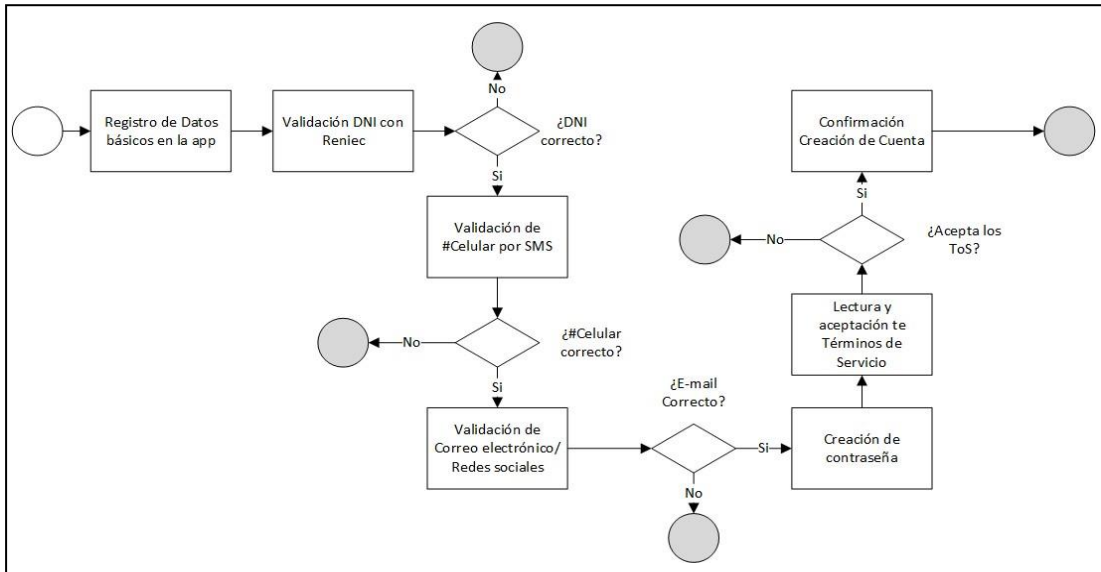 Registro de Datos
básicos en la app
Validación DNI con
Reniec
No
¿DNI
correcto?
Si
Validación de
#Celular por SMS
No
¿#Celular
correcto?
Si
Validación de
Correo electrónico/
Redes sociales
¿E-mail
Correcto?
Si
No
Creación de
contraseña
Lectura y
aceptación te
Términos de
Servicio
¿Acepta los
ToS?
No
Si
Confirmación
Creación de Cuenta